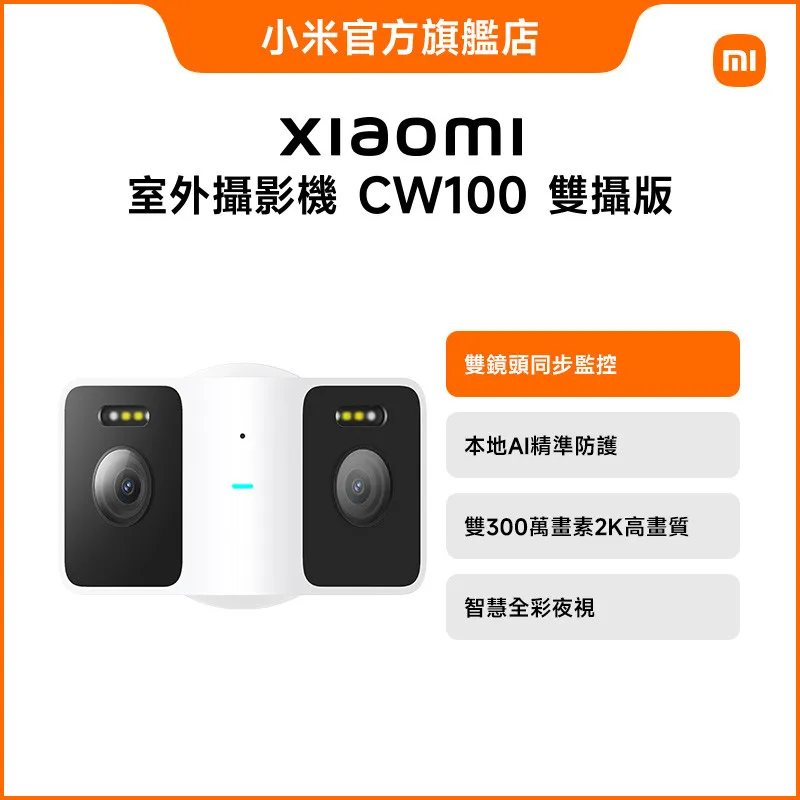 小米官方旗艦店
mi
xiaomi
室外攝影機 CW100 雙攝版
雙鏡頭同步監控
本地AI精準防護
雙300萬畫素2K高畫質
智慧全彩夜視